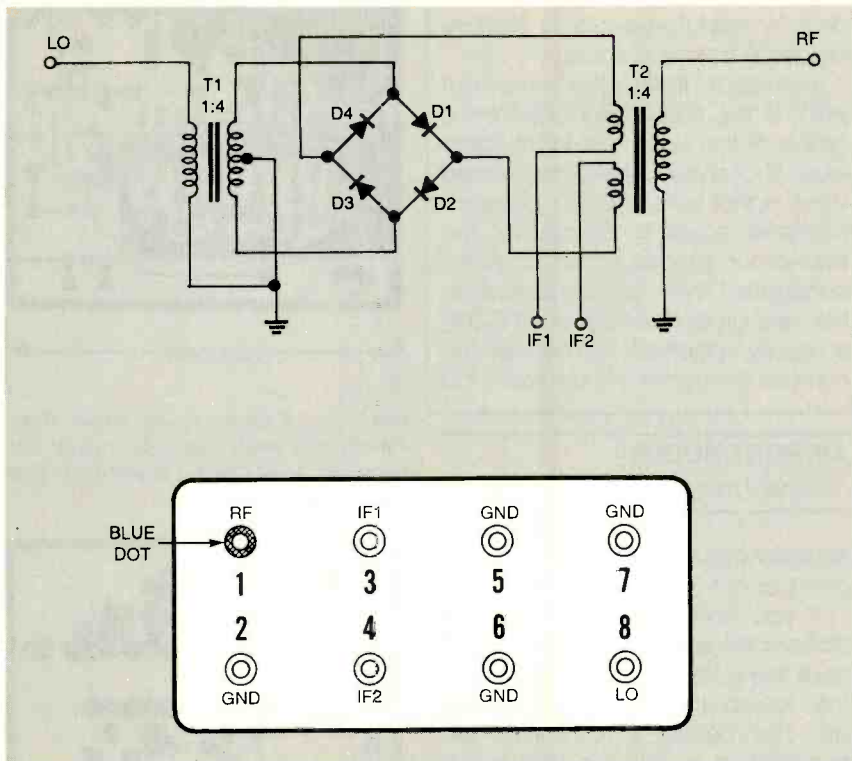 LO
RF
T1
1:4
T2
1:4
D4
D1
D3
D2
IF1
IF2
RF
IF1
GND
GND
BLUE
DOT
1
3
5
7
2
4
6
8
GND
IF2
GND
LO